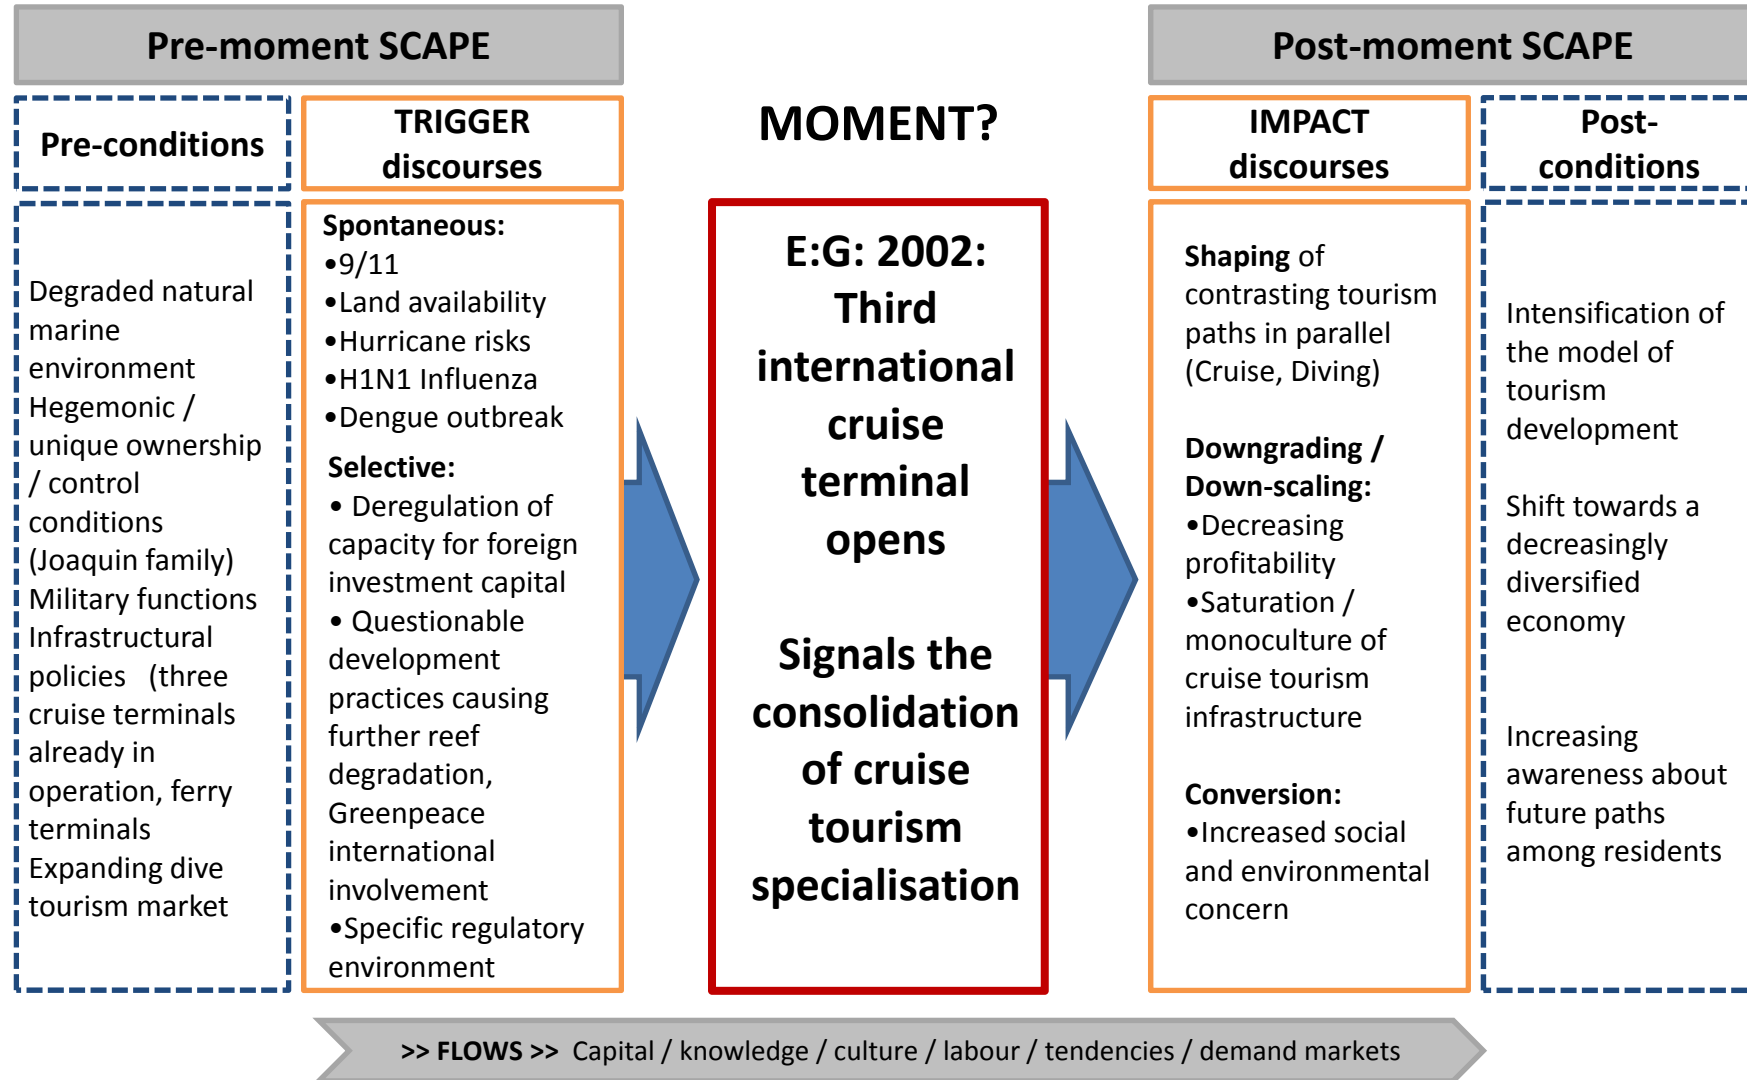 Pre-moment SCAPE
Post-moment SCAPE
Pre-conditions
TRIGGER
discourses
MOMENT?
IMPACT
discourses
Post-
conditions
Degraded natural
marine
environment
Hegemonic /
unique ownership
/ control
conditions
(Joaquin family)
Military functions
Infrastructural
policies (three
cruise terminals
already in
operation, ferry
terminals
Expanding dive
tourism market
Spontaneous:
•9/11
•Land availability
•Hurricane risks
•H1N1 Influenza
•Dengue outbreak
Selective:
• Deregulation of
capacity for foreign
investment capital
• Questionable
development
practices causing
further reef
degradation,
Greenpeace
international
involvement
•Specific regulatory
environment
E:G: 2002:
Third
international
cruise
terminal
opens
Signals the
consolidation
of cruise
tourism
specialisation
Shaping of
contrasting tourism
paths in parallel
(Cruise, Diving)
Downgrading /
Down-scaling:
•Decreasing
profitability
•Saturation /
monoculture of
cruise tourism
infrastructure
Conversion:
•Increased social
and environmental
concern
Intensification of
the model of
tourism
development
Shift towards a
decreasingly
diversified
economy
Increasing
awareness about
future paths
among residents
>> FLOWS >> Capital / knowledge / culture / labour / tendencies / demand markets